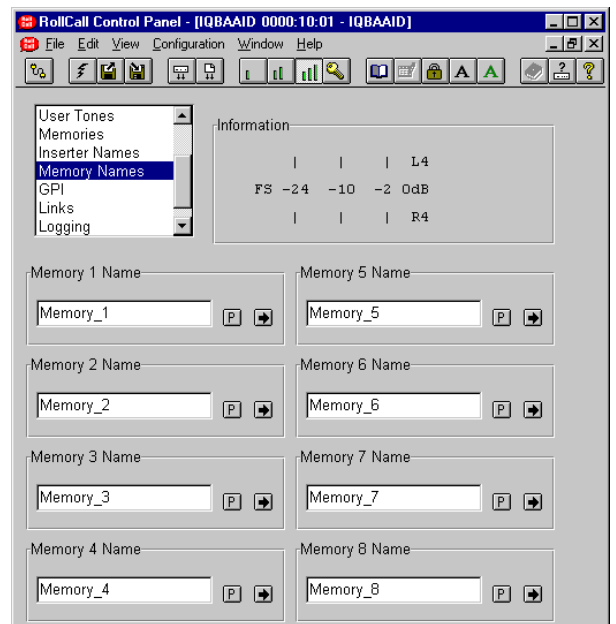 RollCall Control Panel - [IQBAAID 0000:10:01 - IQBAAID]
File Edit View Configuration Window Help
A A ? ?
User Tones
Memories
Inserter Names
Memory Names
GPI
Links
Logging
Information
| | | L4
FS -24 -10 -2 0dB
| | | R4
Memory 1 Name
Memory_1 P
Memory 5 Name
Memory_5 P
Memory 2 Name
Memory_2 P
Memory 6 Name
Memory_6 P
Memory 3 Name
Memory_3 P
Memory 7 Name
Memory_7 P
Memory 4 Name
Memory_4 P
Memory 8 Name
Memory_8 P